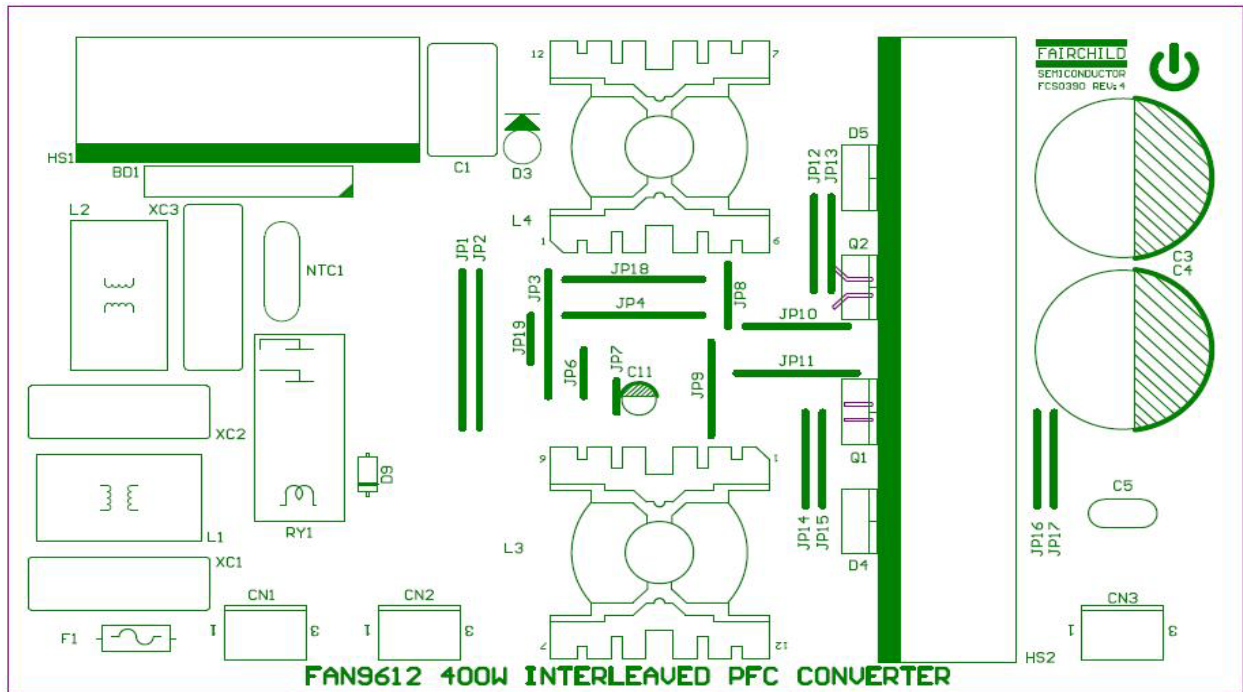 FAIRCHILD
SEMICONDUCTOR
FCS0390 REV:4
12
7
HS1
BD1
C1
D3
D5
JP12
JP13
L2
XC3
L4
1
6
Q2
C3
C4
NTC1
JP1
JP2
JP3
JP18
JP8
JP4
JP19
JP10
JP6
JP7
C11
JP9
JP11
XC2
6
1
Q1
D9
C5
L1
RY1
JP14
JP15
JP16
JP17
L3
XC1
D4
CN1
CN2
CN3
F1
1
3
1
3
1
3
7
12
HS2
FAN9612 400W INTERLEAVED PFC CONVERTER